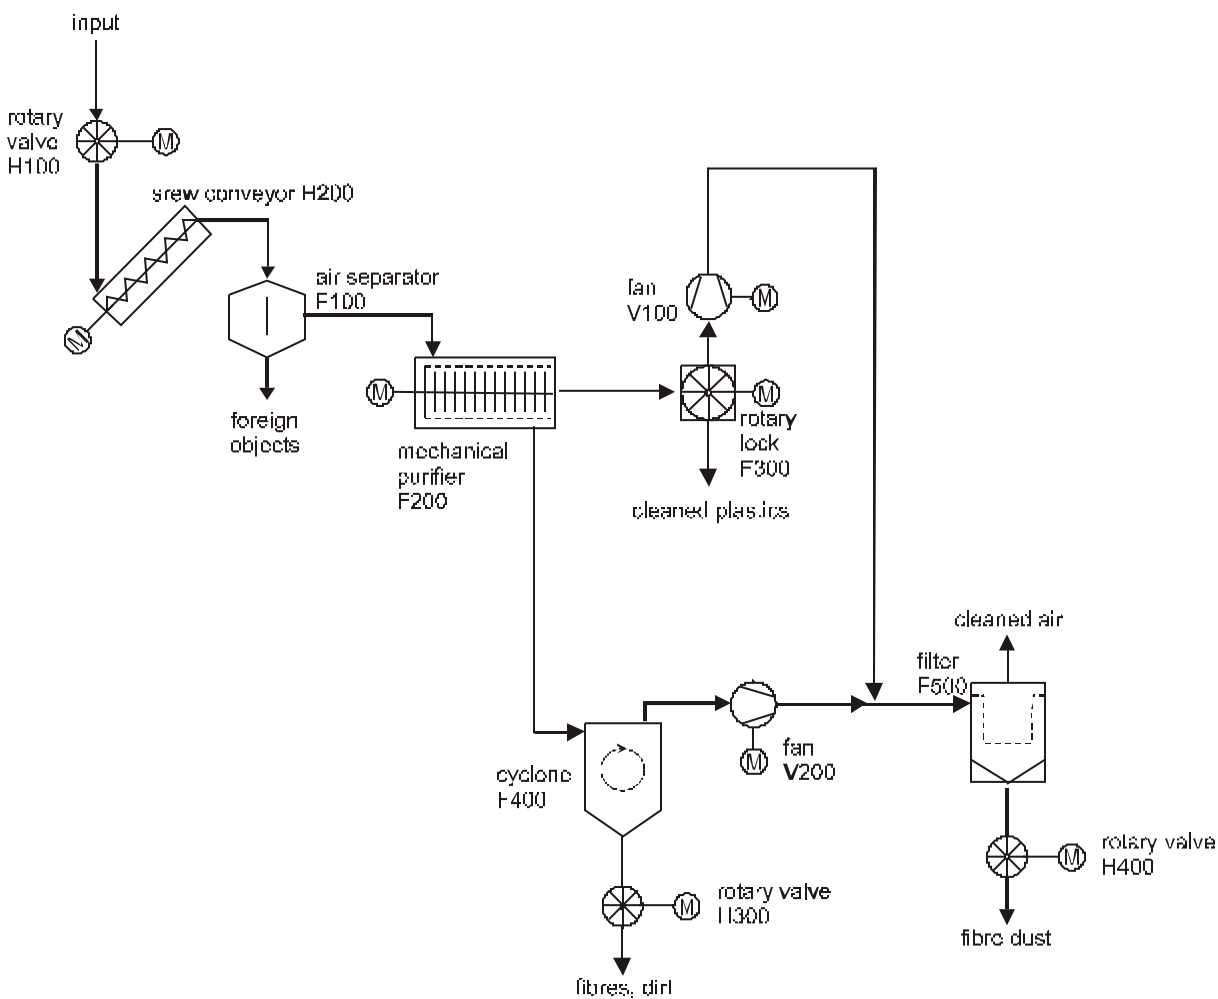 input
rotary
valve
H100
M
srew conveyor H200
M
air separator
F100
foreign
objects
M
mechanical
purifier
F200
fan
V100
M
M
rotary
lock
F300
cleaned plastics
cleaned air
filter
F500
fan
V200
M
cyclone
F400
rotary valve
H400
M
rotary valve
H300
M
fibre dust
fibres, dirt